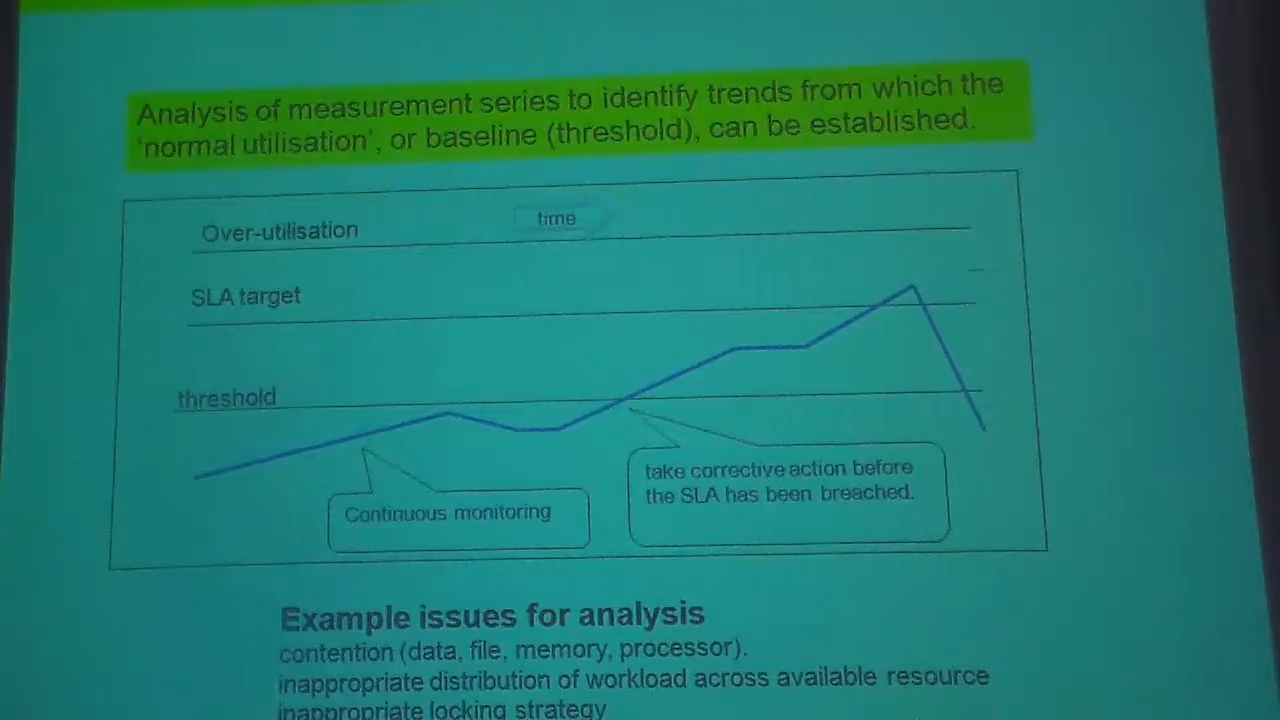 Analysis of measurement series to identify trends from which the
'normal utilisation', or baseline (threshold), can be established.
Over-utilisation
time
SLA target
threshold
take corrective action before
the SLA has been breached.
Continuous monitoring
Example issues for analysis
contention (data, file, memory, processor).
inappropriate distribution of workload across available resource
inappropriate locking strategy